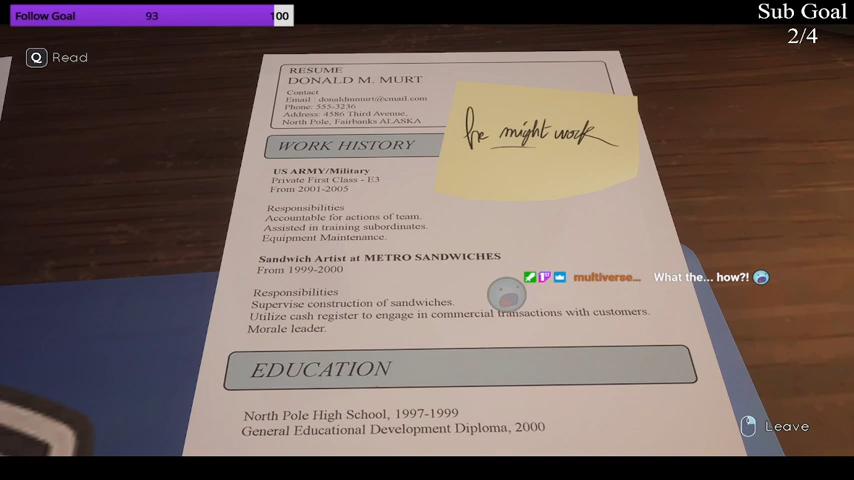 Follow Goal 93 100
Sub Goal
2/4
Q Read
RESUME
DONALD M. MURT
Contact
Email : donaldmmurt@cmail.com
Phone: 555-3236
Address: 4586 Third Avenue,
North Pole, Fairbanks ALASKA
he might work
WORK HISTORY
US ARMY/Military
Private First Class - E3
From 2001-2005
Responsibilities
Accountable for actions of team.
Assisted in training subordinates.
Equipment Maintenance.
Sandwich Artist at METRO SANDWICHES
From 1999-2000
multiverse... What the... how?!
Responsibilities
Supervise construction of sandwiches.
Utilize cash register to engage in commercial transactions with customers.
Morale leader.
EDUCATION
North Pole High School, 1997-1999
General Educational Development Diploma, 2000
Leave